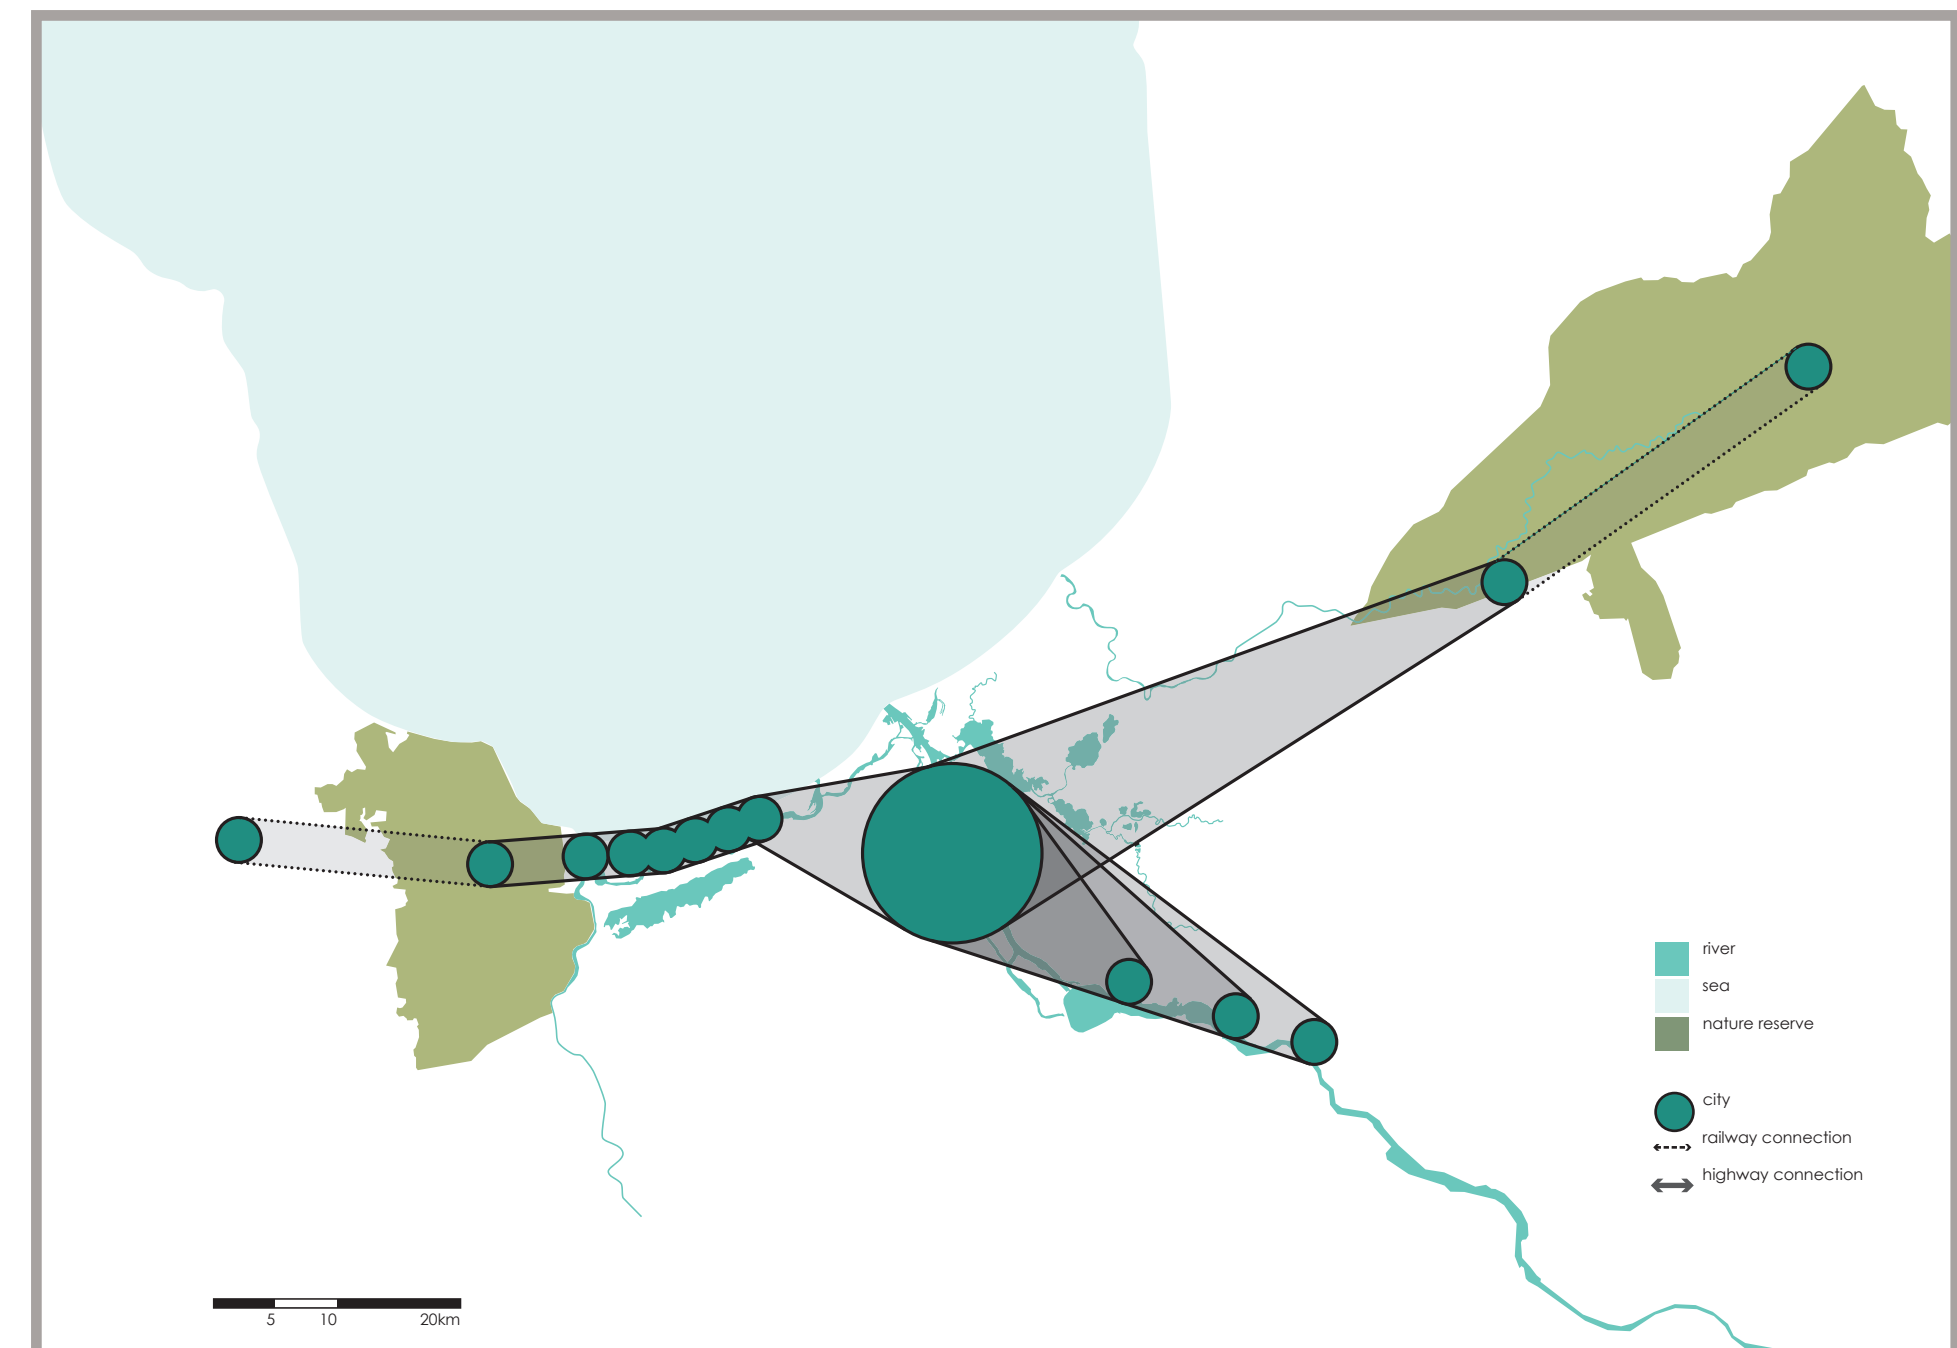 river
sea
nature reserve
city
railway connection
highway connection
5 10 20km